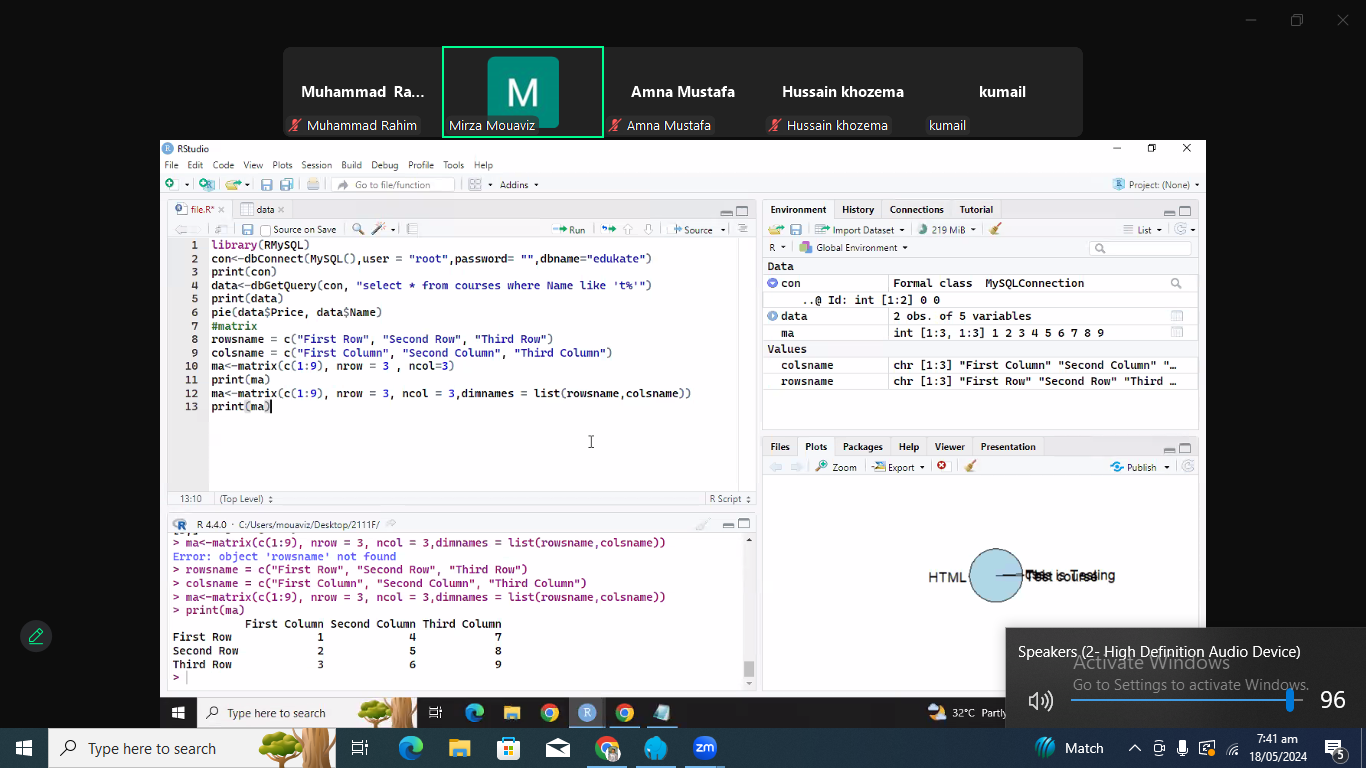 Muhammad Ra...
M
Amna Mustafa
Hussain khozema
kumail
Muhammad Rahim
Mirza Mouaviz
Amna Mustafa
Hussain khozema
kumail
RStudio
File Edit Code View Plots Session Build Debug Profile Tools Help
Go to file/function
Addins
Project: (None)
file.R*
data
Source on Save
Run
Source
1 library(RMySQL)
2 con<-dbConnect(MySQL(),user = "root",password= "",dbname="edukate")
3 print(con)
4 data<-dbGetQuery(con, "select * from courses where Name like 't%'")
5 print(data)
6 pie(data$Price, data$Name)
7 #matrix
8 rowsname = c("First Row", "Second Row", "Third Row")
9 colsname = c("First Column", "Second Column", "Third Column")
10 ma<-matrix(c(1:9), nrow = 3 , ncol=3)
11 print(ma)
12 ma<-matrix(c(1:9), nrow = 3, ncol = 3,dimnames = list(rowsname,colsname))
13 print(ma)
13:10 (Top Level) R Script
R 4.4.0 · C:/Users/mouaviz/Desktop/2111F/
> ma<-matrix(c(1:9), nrow = 3, ncol = 3,dimnames = list(rowsname,colsname))
Error: object 'rowsname' not found
> rowsname = c("First Row", "Second Row", "Third Row")
> colsname = c("First Column", "Second Column", "Third Column")
> ma<-matrix(c(1:9), nrow = 3, ncol = 3,dimnames = list(rowsname,colsname))
> print(ma)
First Column Second Column Third Column
First Row 1 4 7
Second Row 2 5 8
Third Row 3 6 9
>
Environment History Connections Tutorial
Import Dataset
219 MiB
List
R
Global Environment
Data
con Formal class MySQLConnection
..@ Id: int [1:2] 0 0
data 2 obs. of 5 variables
ma int [1:3, 1:3] 1 2 3 4 5 6 7 8 9
Values
colsname chr [1:3] "First Column" "Second Column" "...
rowsname chr [1:3] "First Row" "Second Row" "Third ...
Files Plots Packages Help Viewer Presentation
Zoom
Export
Publish
HTML
Speakers (2- High Definition Audio Device)
Activate Windows
Go to Settings to activate Windows.
96
Type here to search
32°C Partly
Type here to search
Match
7:41 am
18/05/2024
5
zm